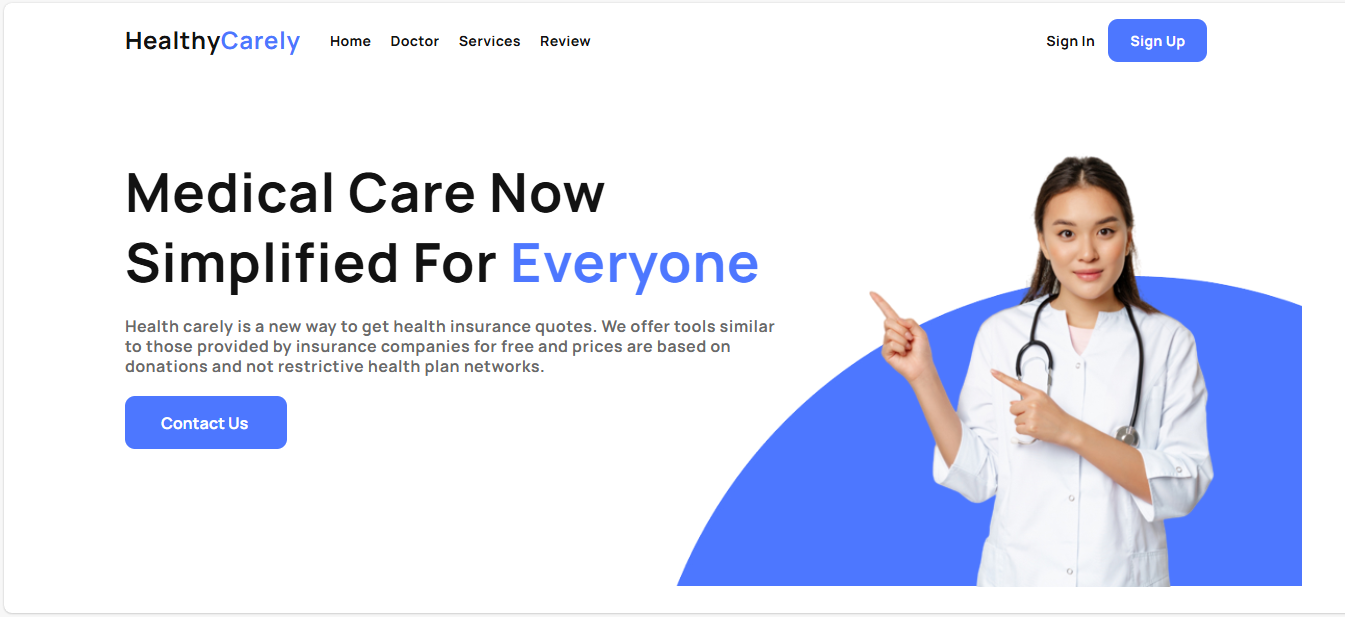 HealthyCarely
Home
Doctor
Services
Review
Sign In
Sign Up
Medical Care Now
Simplified For Everyone
Health carely is a new way to get health insurance quotes. We offer tools similar
to those provided by insurance companies for free and prices are based on
donations and not restrictive health plan networks.
Contact Us